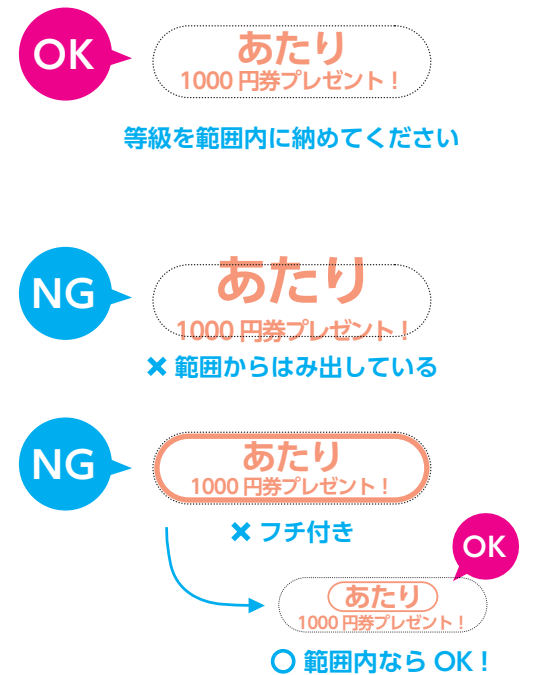 OK
あたり
1000 円券プレゼント！
等級を範囲内に納めてください
NG
あたり
1000 円券プレゼント！
× 範囲からはみ出している
NG
あたり
1000 円券プレゼント！
× フチ付き
OK
あたり
1000 円券プレゼント！
○ 範囲内なら OK！